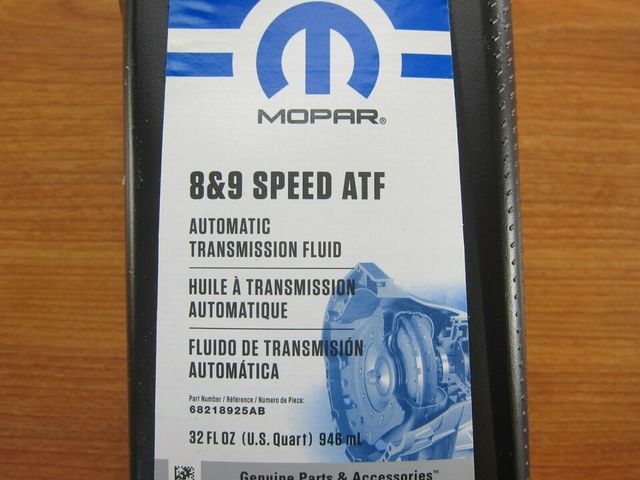 MOPAR®
8&9 SPEED ATF
AUTOMATIC
TRANSMISSION FLUID
HUILE À TRANSMISSION
AUTOMATIQUE
FLUIDO DE TRANSMISIÓN
AUTOMÁTICA
Part Number / Référence / Número de Pieza:
68218925AB
32 FL OZ (U.S. Quart) 946 mL
Genuine Parts & Accessories™